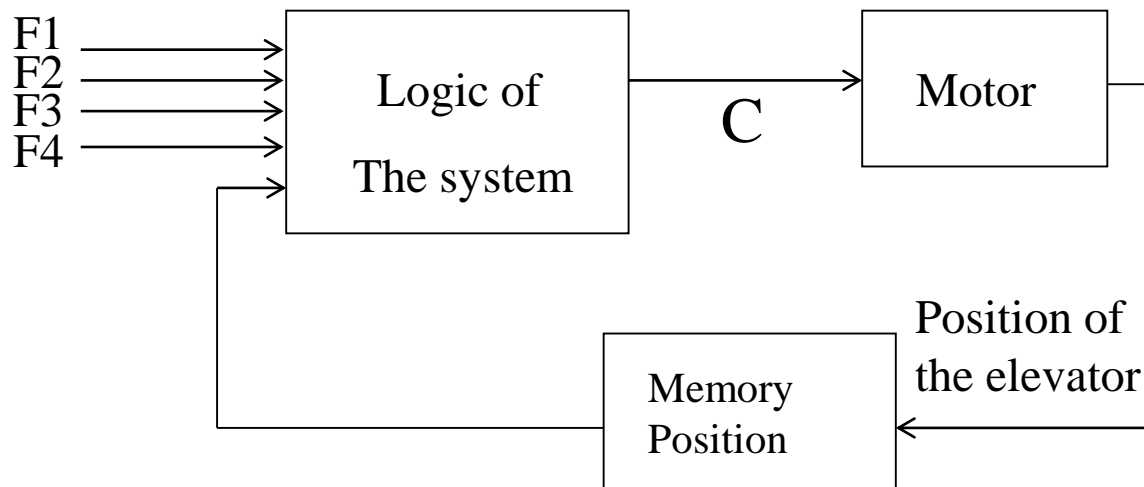 F1
F2
F3
F4
Logic of
The system
C
Motor
Position of
the elevator
Memory
Position